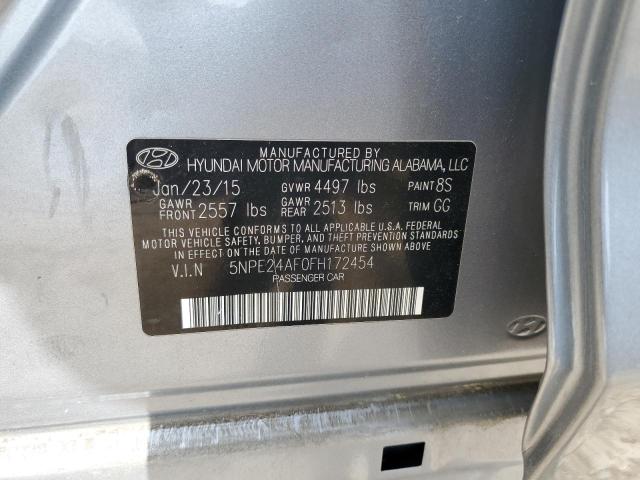 MANUFACTURED BY
HYUNDAI MOTOR MANUFACTURING ALABAMA, LLC
Jan/23/15 GVWR 4497 lbs PAINT 8S
GAWR FRONT 2557 lbs GAWR REAR 2513 lbs TRIM GG
THIS VEHICLE CONFORMS TO ALL APPLICABLE U.S.A. FEDERAL
MOTOR VEHICLE SAFETY, BUMPER, AND THEFT PREVENTION STANDARDS
IN EFFECT ON THE DATE OF MANUFACTURE SHOWN ABOVE.
V.I.N 5NPE24AF0FH172454
PASSENGER CAR